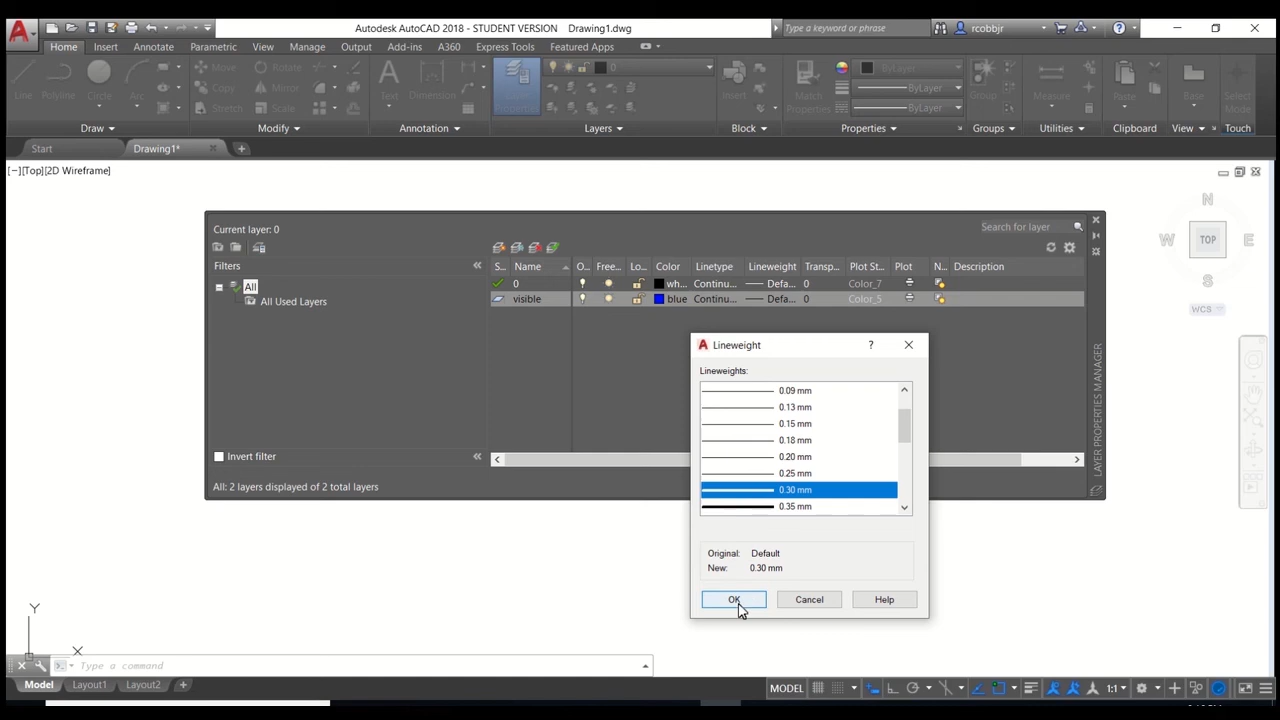 Autodesk AutoCAD 2018 - STUDENT VERSION Drawing1.dwg
Type a keyword or phrase
rcobbjr
Home Insert Annotate Parametric View Manage Output Add-ins A360 Express Tools Featured Apps
Line Polyline Circle Arc
Move Rotate
Copy Mirror
Stretch Scale
Text Dimension
Layer Properties
0
Insert
Match Properties
ByLayer
ByLayer
ByLayer
Group
Measure
Paste
Base
Select Mode
Draw Modify Annotation Layers Block Properties Groups Utilities Clipboard View Touch
Start Drawing1*
[−][Top][2D Wireframe]
N
W TOP E
S
WCS
Current layer: 0
Search for layer
Filters
All
All Used Layers
S.. Name O.. Free... Lo... Color Linetype Lineweight Transp... Plot St... Plot N.. Description
0 wh... Continu... Defa... 0 Color_7
visible blue Continu... Defa... 0 Color_5
Invert filter
All: 2 layers displayed of 2 total layers
LAYER PROPERTIES MANAGER
A Lineweight ?
Lineweights:
0.09 mm
0.13 mm
0.15 mm
0.18 mm
0.20 mm
0.25 mm
0.30 mm
0.35 mm
Original: Default
New: 0.30 mm
OK Cancel Help
Y
X
Type a command
Model Layout1 Layout2 +
MODEL 1:1